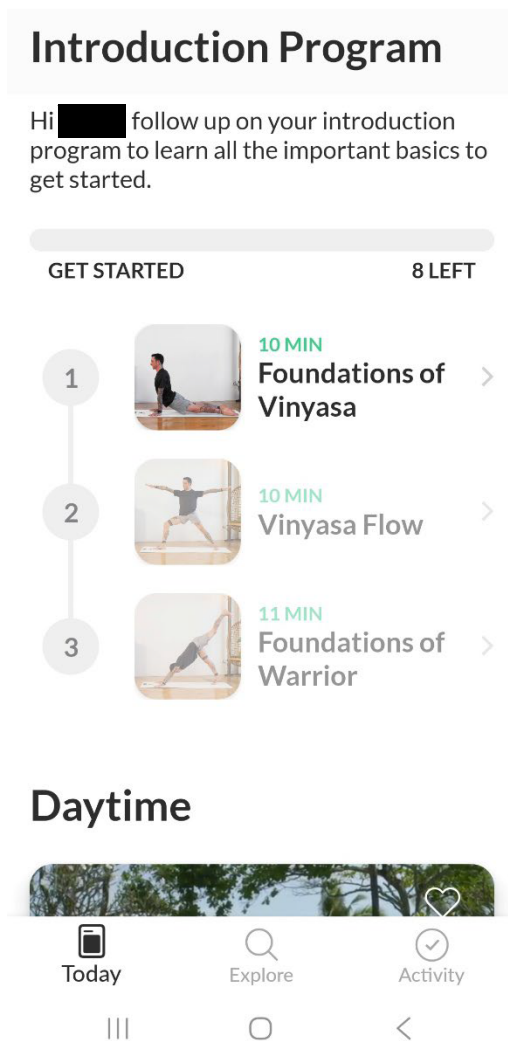 Introduction Program
Hi follow up on your introduction
program to learn all the important basics to
get started.
GET STARTED 8 LEFT
10 MIN
1 Foundations of
Vinyasa
10 MIN
2 Vinyasa Flow
11 MIN
3 Foundations of
Warrior
Daytime
Today Explore Activity